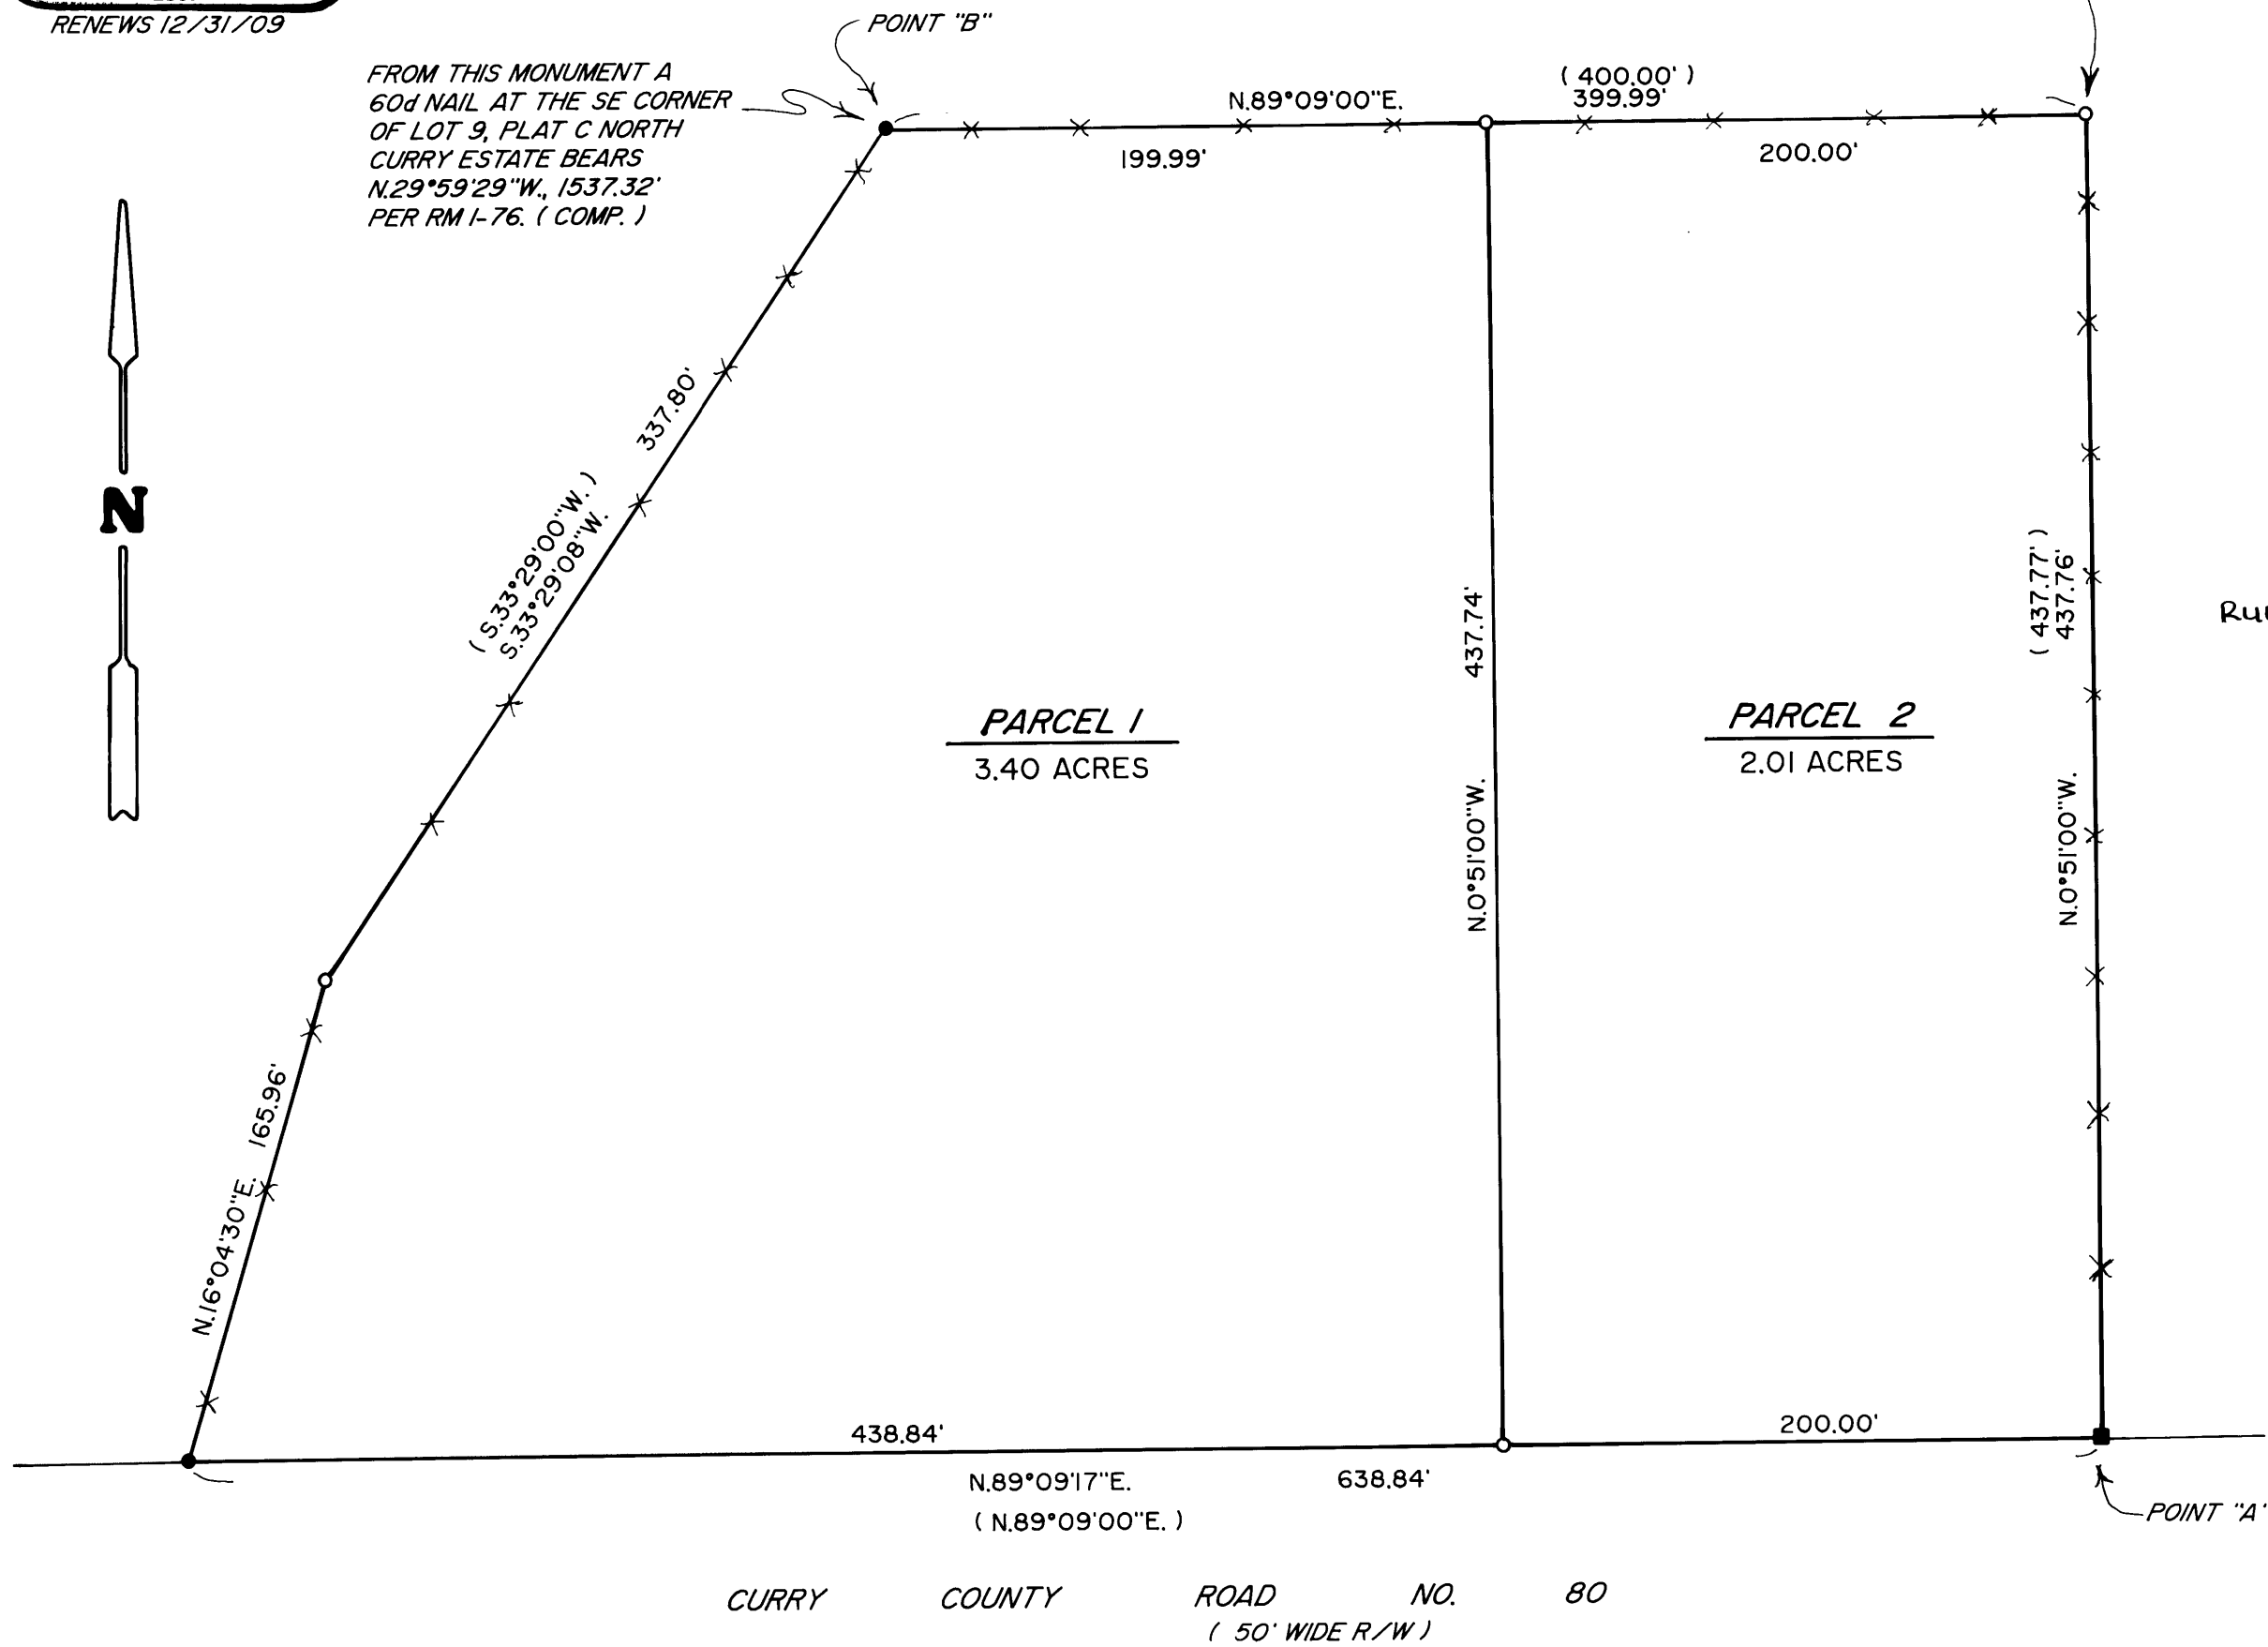 RENEWS 12/31/09
POINT "B"
FROM THIS MONUMENT A
60d NAIL AT THE SE CORNER
OF LOT 9, PLAT C NORTH
CURRY ESTATE BEARS
N.29°59'29"W., 1537.32'
PER RM 1-76. ( COMP. )
( 400.00' )
N.89°09'00"E. 399.99'
199.99'
200.00'
N
337.80'
( S.33°29'00"W. )
S.33°29'08"W.
437.74'
N.0°51'00"W.
( 437.77' )
437.76'
N.0°51'00"W.
PARCEL 1
3.40 ACRES
PARCEL 2
2.01 ACRES
N.16°04'30"E. 165.96'
438.84'
200.00'
N.89°09'17"E. 638.84'
( N.89°09'00"E. )
POINT "A"
CURRY COUNTY ROAD NO. 80
( 50' WIDE R/W )